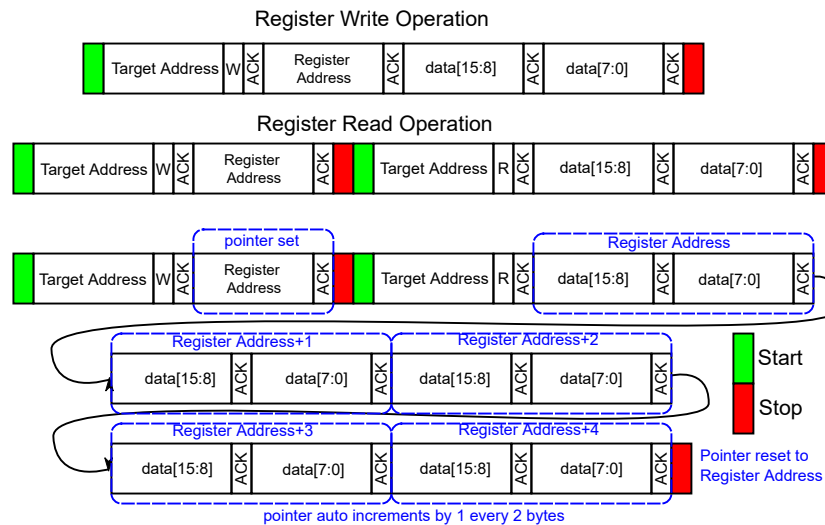 Register Write Operation
Target Address W ACK Register Address ACK data[15:8] ACK data[7:0] ACK
Register Read Operation
Target Address W ACK Register Address ACK Target Address R ACK data[15:8] ACK data[7:0] ACK
pointer set Register Address
Target Address W ACK Register Address ACK Target Address R ACK data[15:8] ACK data[7:0] ACK
Register Address+1 Register Address+2
data[15:8] ACK data[7:0] ACK data[15:8] ACK data[7:0] ACK
Start
Stop
Register Address+3 Register Address+4
data[15:8] ACK data[7:0] ACK data[15:8] ACK data[7:0] ACK
Pointer reset to
Register Address
pointer auto increments by 1 every 2 bytes